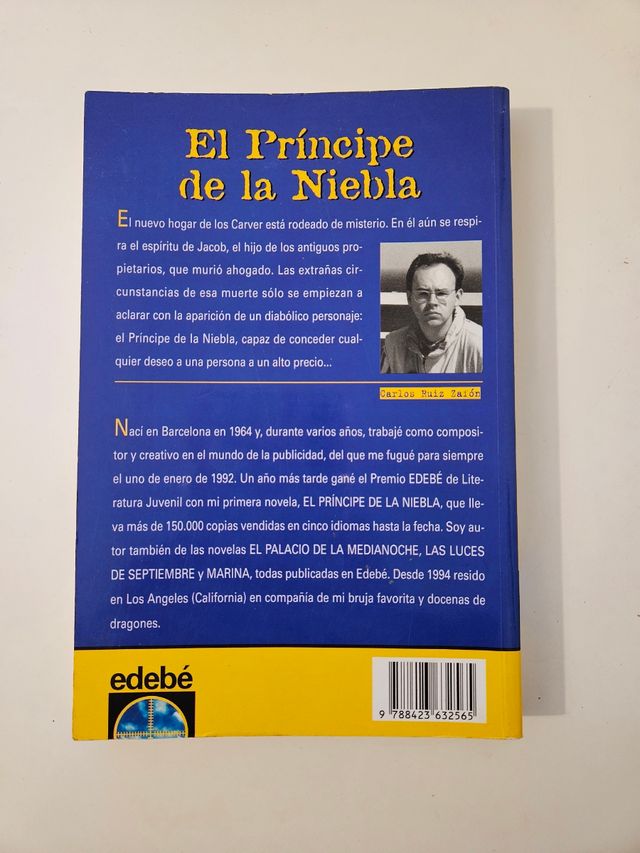 El Príncipe
de la Niebla
El nuevo hogar de los Carver está rodeado de misterio. En él aún se respi-
ra el espíritu de Jacob, el hijo de los antiguos pro-
pietarios, que murió ahogado. Las extrañas cir-
cunstancias de esa muerte sólo se empiezan a
aclarar con la aparición de un diabólico personaje:
el Príncipe de la Niebla, capaz de conceder cual-
quier deseo a una persona a un alto precio...
Carlos Ruiz Zafón
Nací en Barcelona en 1964 y, durante varios años, trabajé como composi-
tor y creativo en el mundo de la publicidad, del que me fugué para siempre
el uno de enero de 1992. Un año más tarde gané el Premio EDEBÉ de Lite-
ratura Juvenil con mi primera novela, EL PRÍNCIPE DE LA NIEBLA, que lle-
va más de 150.000 copias vendidas en cinco idiomas hasta la fecha. Soy au-
tor también de las novelas EL PALACIO DE LA MEDIANOCHE, LAS LUCES
DE SEPTIEMBRE y MARINA, todas publicadas en Edebé. Desde 1994 resido
en Los Angeles (California) en compañía de mi bruja favorita y docenas de
dragones.
edebé
9 788423 632565